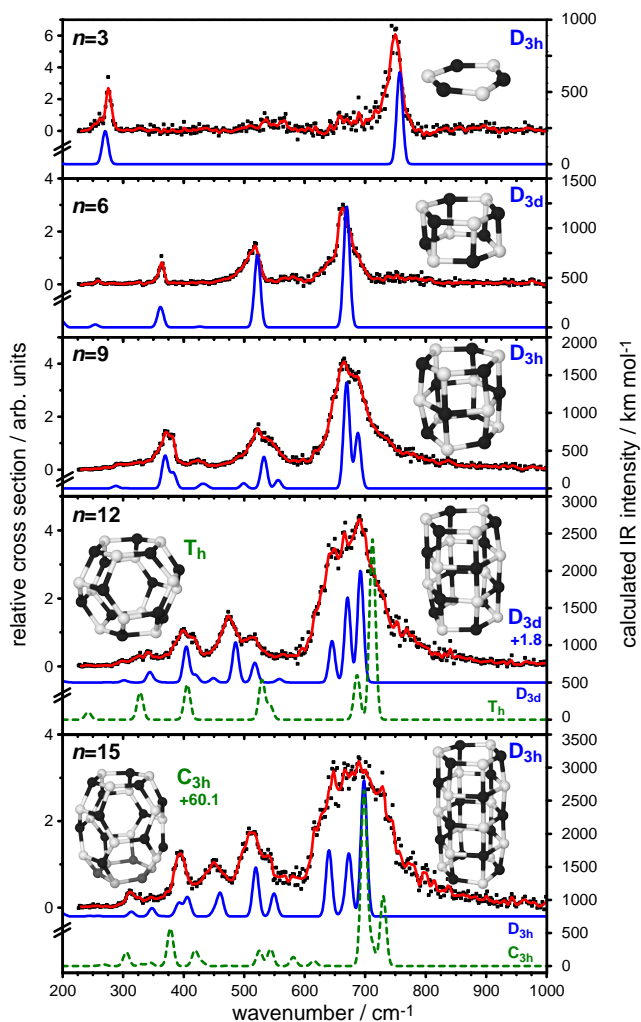 relative cross section / arb. units
calculated IR intensity / km mol-1
n=3
D3h
6
4
2
0
1000
500
0
n=6
D3d
4
2
0
1500
1000
500
0
n=9
D3h
4
2
0
2000
1500
1000
500
0
n=12
Th
D3d
+1.8
D3d
Th
4
2
0
3000
2500
2000
1500
1000
500
0
n=15
C3h
+60.1
D3h
D3h
C3h
4
2
0
3500
3000
2500
2000
1500
1000
500
0
200 300 400 500 600 700 800 900 1000
wavenumber / cm-1